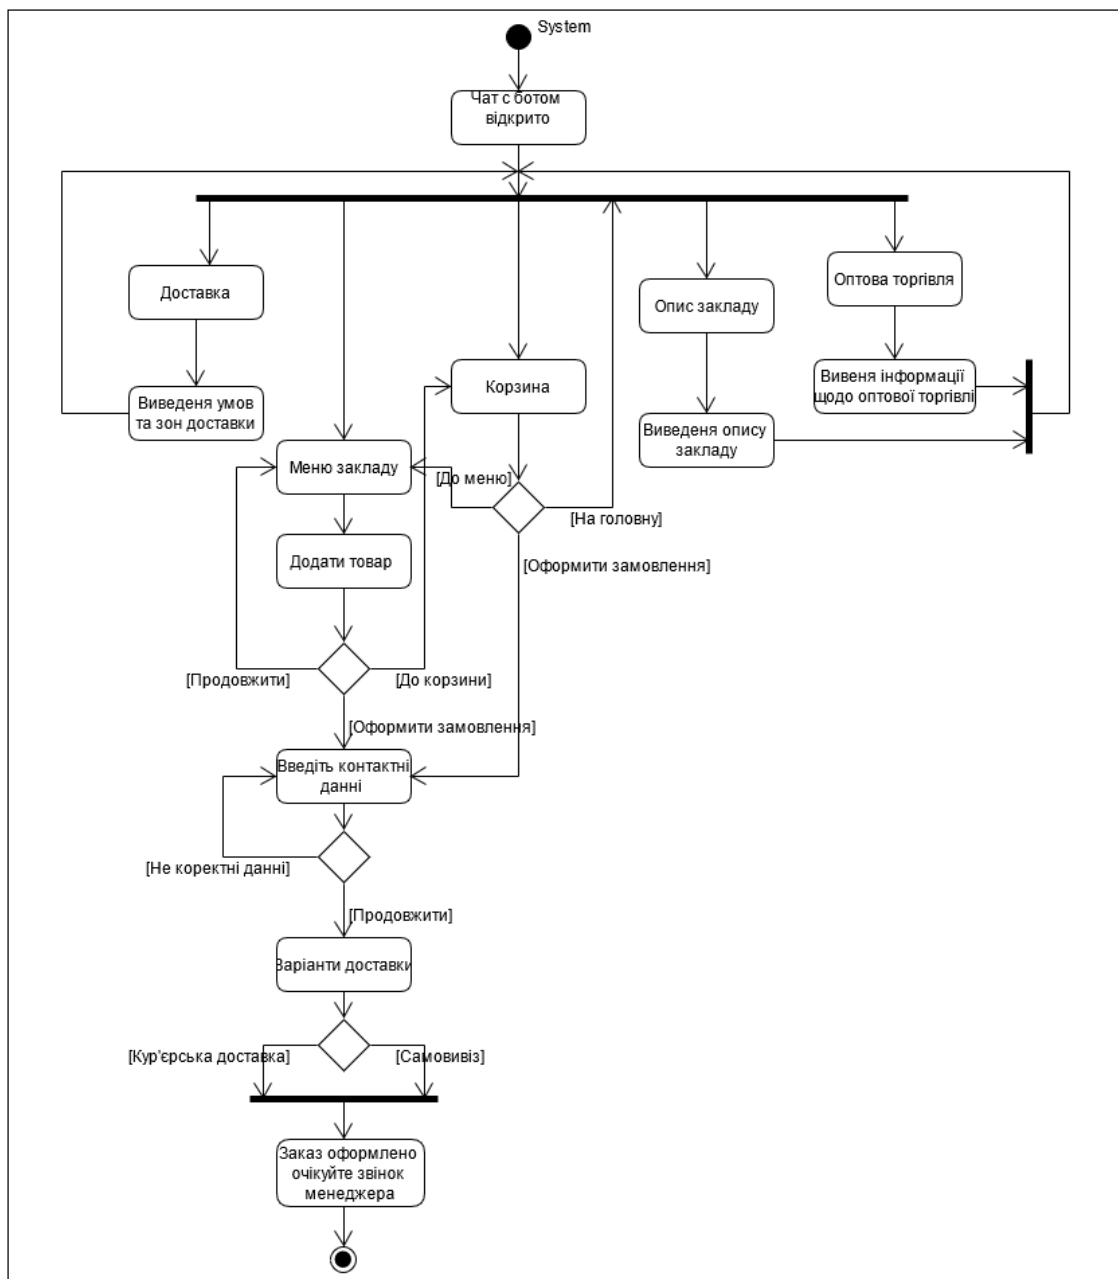 System
Чат с ботом
відкрито
Доставка
Опис закладу
Оптова торгівля
Корзина
Вивеня інформації
щодо оптової торгівлі
Виведеня умов
та зон доставки
Виведеня опису
закладу
Меню закладу
[До меню]
[На головну]
Додати товар
[Оформити замовлення]
[Продовжити]
[До корзини]
[Оформити замовлення]
Введіть контактні
данні
[Не коректні данні]
[Продовжити]
Варіанти доставки
[Кур'єрська доставка]
[Самовивіз]
Заказ оформлено
очікуйте звінок
менеджера